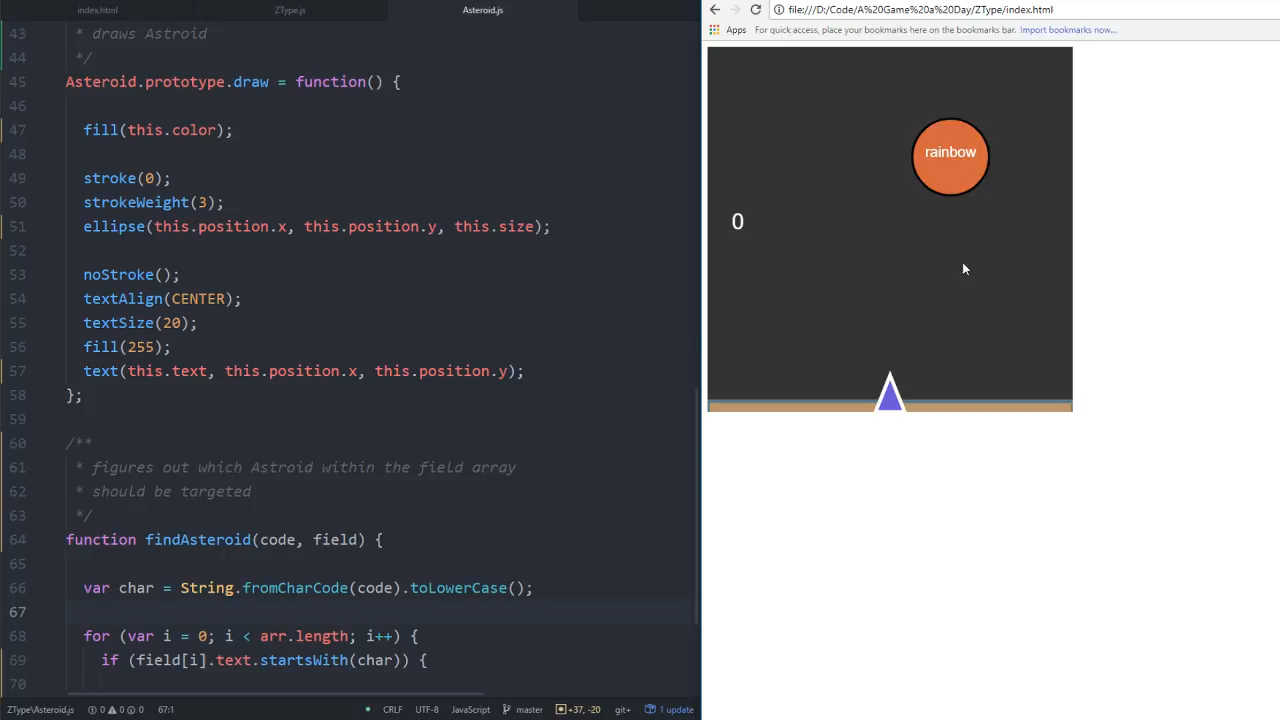 index.html
ZType.js
Asteroid.js
43 * draws Astroid
44 */
45 Asteroid.prototype.draw = function() {
46
47 fill(this.color);
48
49 stroke(0);
50 strokeWeight(3);
51 ellipse(this.position.x, this.position.y, this.size);
52
53 noStroke();
54 textAlign(CENTER);
55 textSize(20);
56 fill(255);
57 text(this.text, this.position.x, this.position.y);
58 };
59
60 /**
61 * figures out which Astroid within the field array
62 * should be targeted
63 */
64 function findAsteroid(code, field) {
65
66 var char = String.fromCharCode(code).toLowerCase();
67
68 for (var i = 0; i < arr.length; i++) {
69 if (field[i].text.startsWith(char)) {
70
ZType\Asteroid.js 0 0 0 67:1 CRLF UTF-8 JavaScript master +37, -20 git+ 1 update
file:///D:/Code/A%20Game%20a%20Day/ZType/index.html
Apps For quick access, place your bookmarks here on the bookmarks bar. Import bookmarks now...
rainbow
0